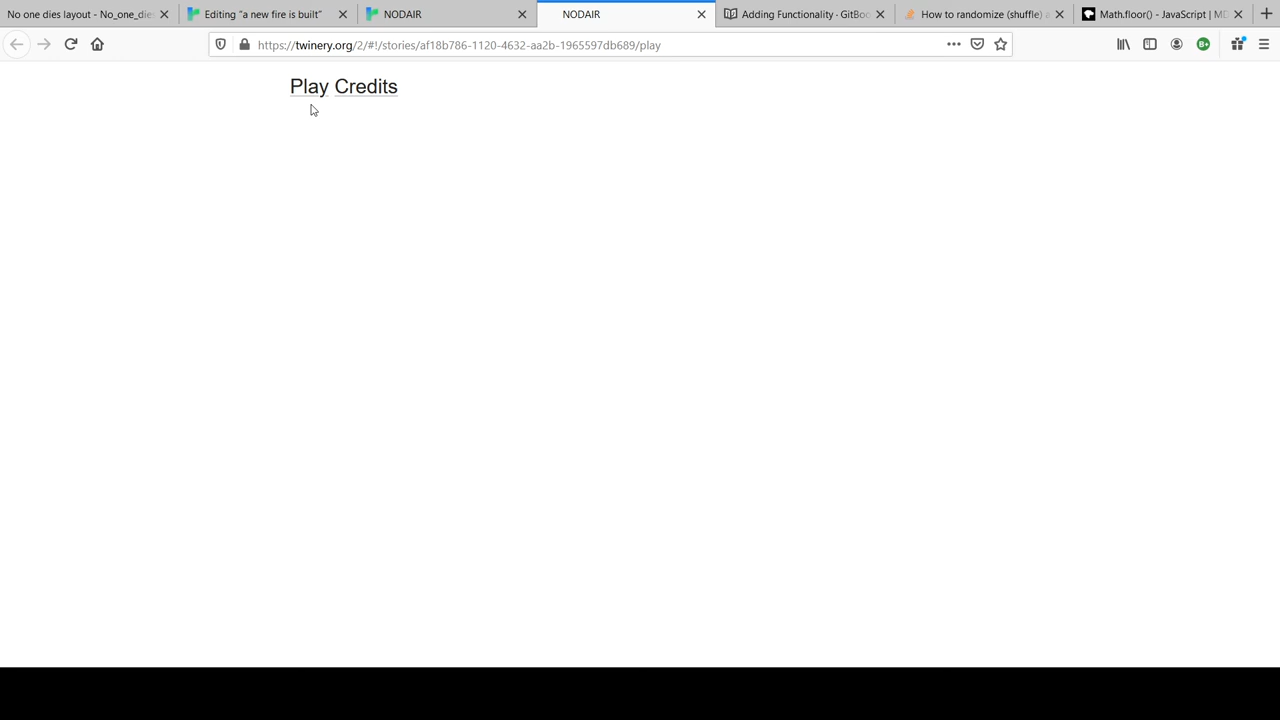 No one dies layout - No_one_die
Editing "a new fire is built"
NODAIR
NODAIR
Adding Functionality · GitBoo
How to randomize (shuffle) a
Math.floor() - JavaScript | MD
https://twinery.org/2/#!/stories/af18b786-1120-4632-aa2b-1965597db689/play
B+
Play Credits